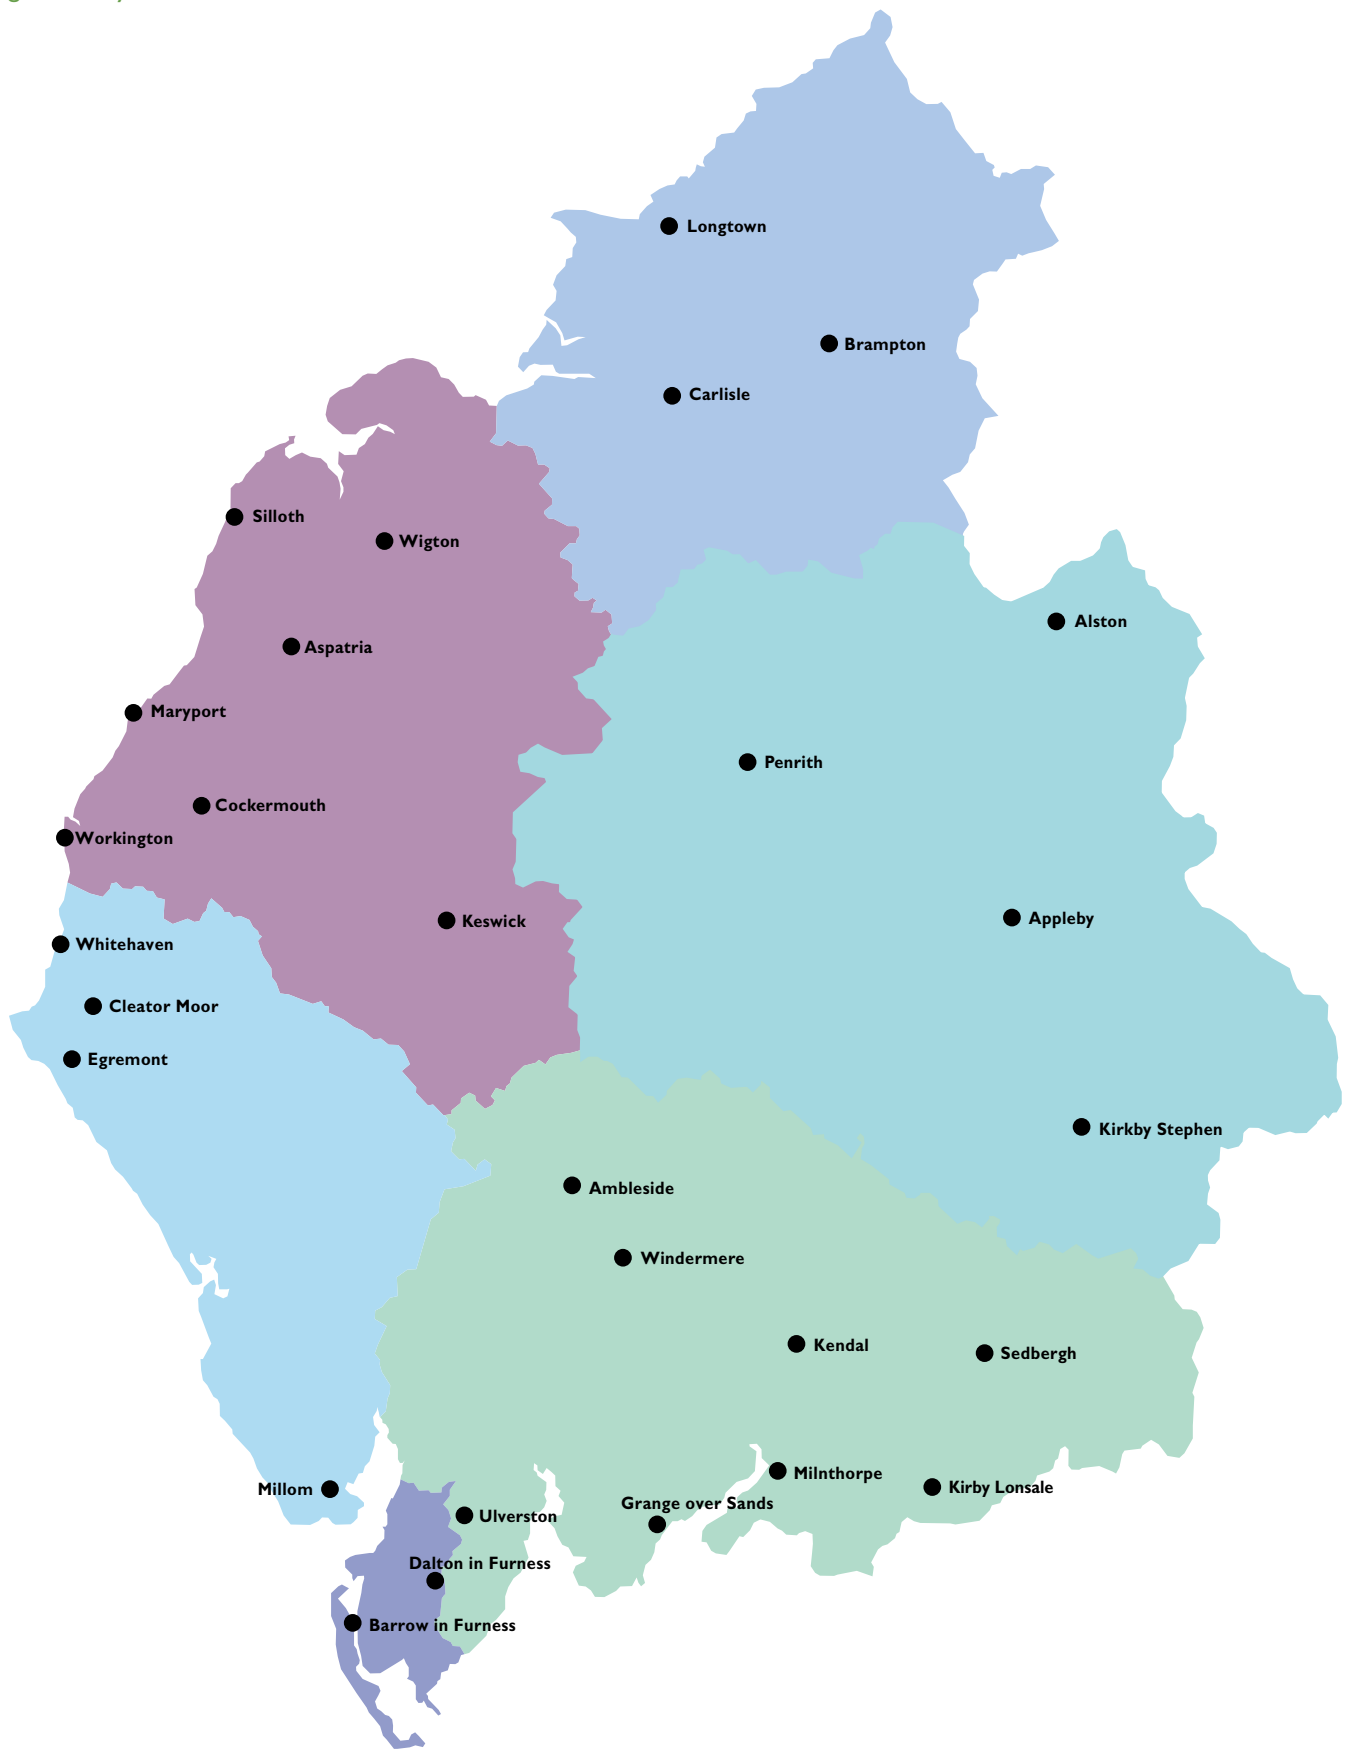 Longtown
Brampton
Carlisle
Silloth
Wigton
Alston
Aspatria
Maryport
Penrith
Cockermouth
Workington
Keswick
Appleby
Whitehaven
Cleator Moor
Egremont
Kirkby Stephen
Ambleside
Windermere
Kendal
Sedbergh
Milnthorpe
Millom
Kirby Lonsale
Grange over Sands
Ulverston
Dalton in Furness
Barrow in Furness